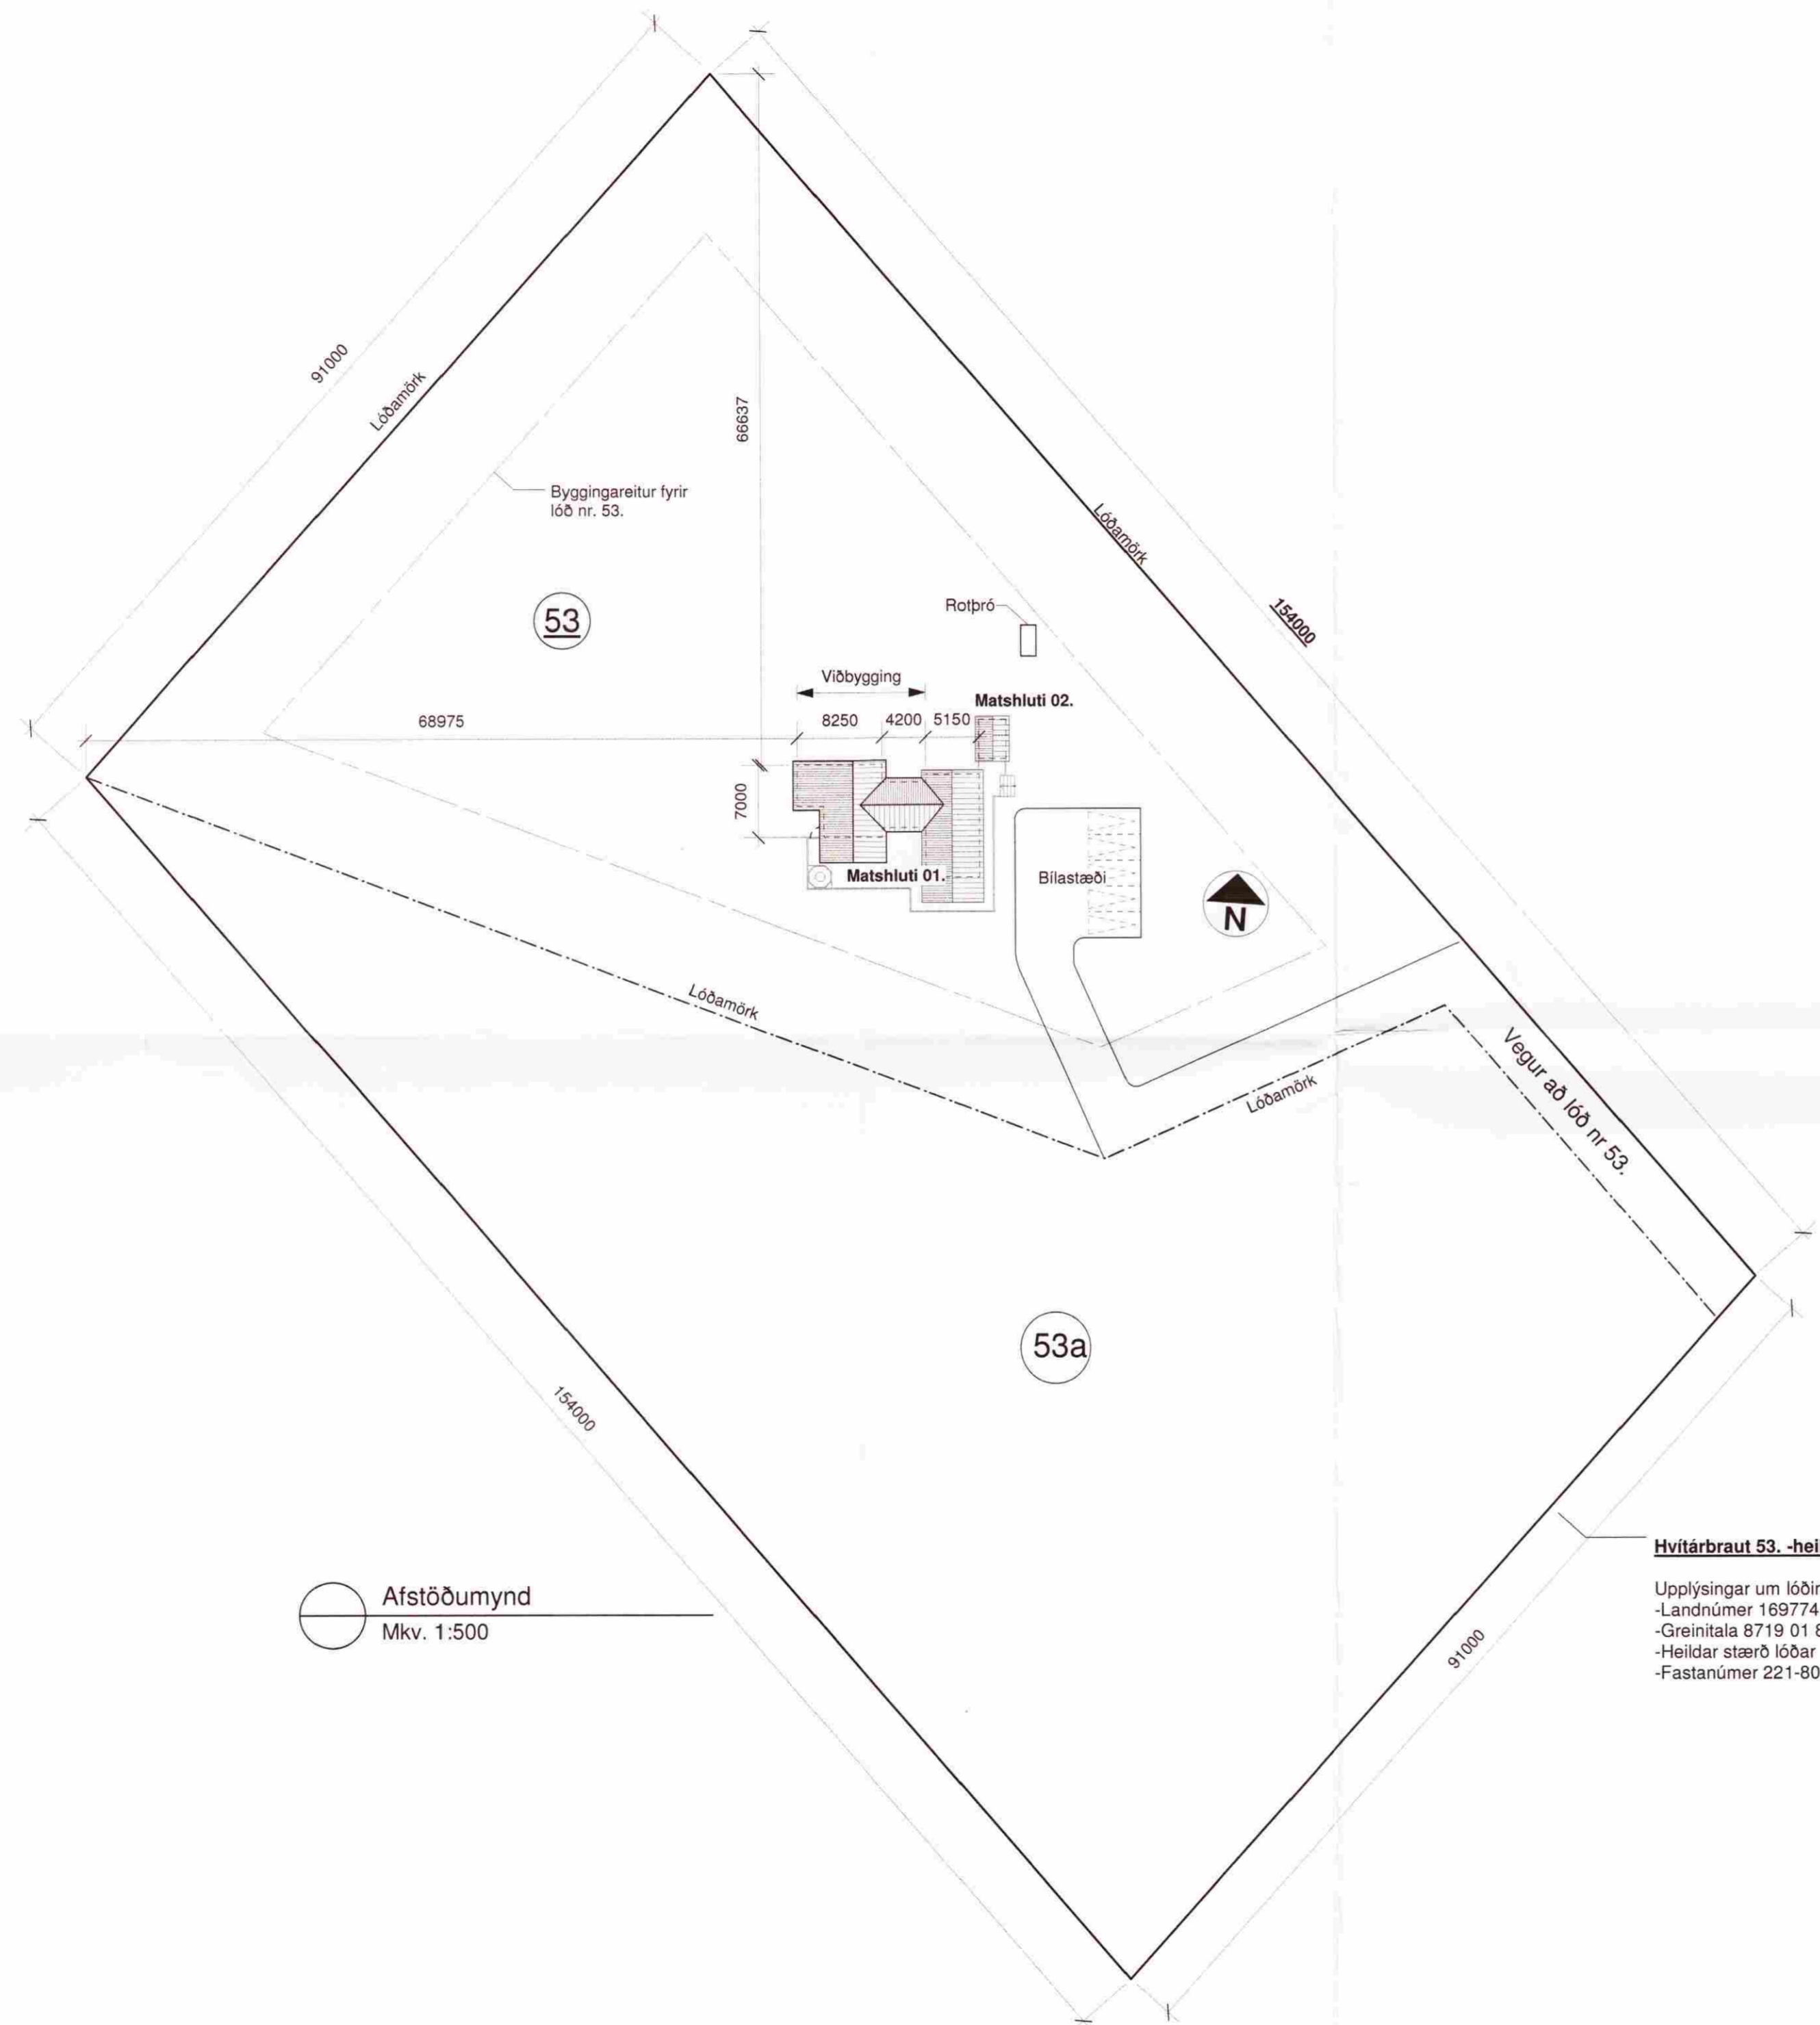 91000
Lóðamörk
66637
Byggingareitur fyrir
lóð nr. 53.
Lóðamörk
154000
53
Rotþró
Viðbygging
Matshluti 02.
68975
8250
4200
5150
7000
Matshluti 01.
Bílastæði
N
Lóðamörk
Lóðamörk
Vegur að lóð nr 53.
53a
154000
Afstöðumynd
Mkv. 1:500
91000
Hvítárbraut 53. -hei
Upplýsingar um lóðir
-Landnúmer 169774
-Greinitala 8719 01 8
-Heildar stærð lóðar
-Fastanúmer 221-80